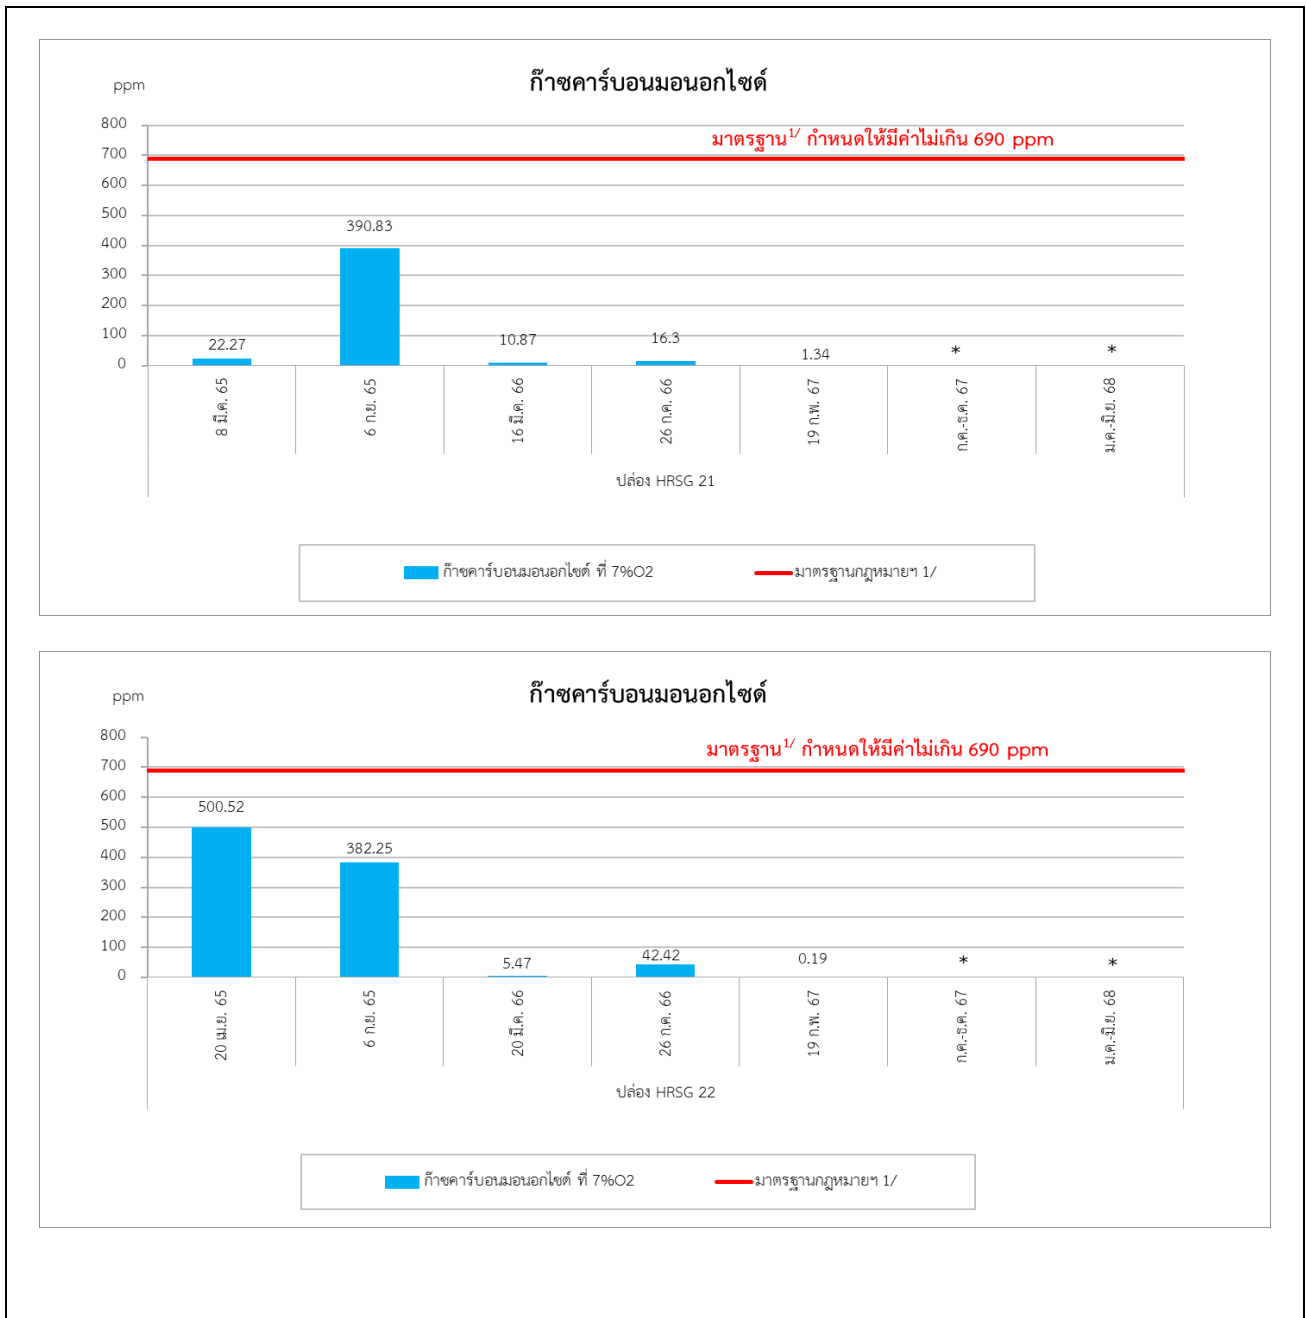 ก๊าซคาร์บอนมอนอกไซด์
ppm
มาตรฐาน1/ กำหนดให้มีค่าไม่เกิน 690 ppm
800
700
600
500
400
300
200
100
0
22.27
390.83
10.87
16.3
1.34
*
*
8 มี.ค. 65
6 ก.ย. 65
16 มี.ค. 66
26 ก.ค. 66
19 ก.พ. 67
ก.ค.-ธ.ค. 67
ม.ค.-มิ.ย. 68
ปล่อง HRSG 21
ก๊าซคาร์บอนมอนอกไซด์ ที่ 7%O2
มาตรฐานกฎหมายฯ 1/
ก๊าซคาร์บอนมอนอกไซด์
ppm
มาตรฐาน1/ กำหนดให้มีค่าไม่เกิน 690 ppm
800
700
600
500
400
300
200
100
0
500.52
382.25
5.47
42.42
0.19
*
*
20 เม.ย. 65
6 ก.ย. 65
20 มี.ค. 66
26 ก.ค. 66
19 ก.พ. 67
ก.ค.-ธ.ค. 67
ม.ค.-มิ.ย. 68
ปล่อง HRSG 22
ก๊าซคาร์บอนมอนอกไซด์ ที่ 7%O2
มาตรฐานกฎหมายฯ 1/